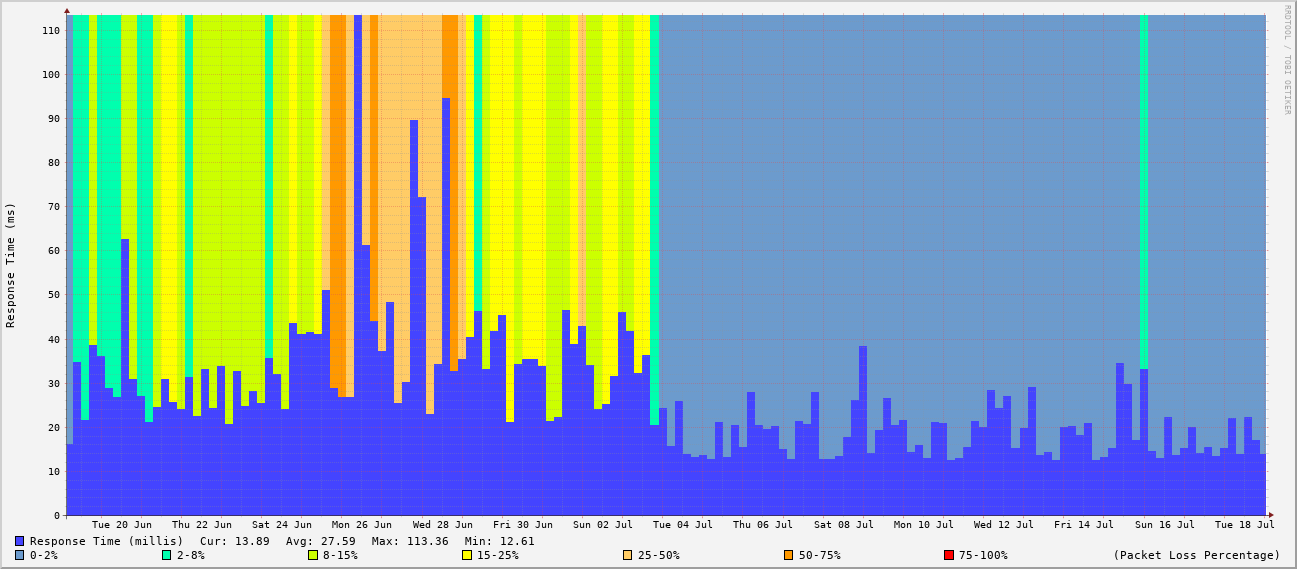 RRDTOOL / TOBI OETIKER
Response Time (ms)
110
100
90
80
70
60
50
40
30
20
10
0
Tue 20 Jun Thu 22 Jun Sat 24 Jun Mon 26 Jun Wed 28 Jun Fri 30 Jun Sun 02 Jul Tue 04 Jul Thu 06 Jul Sat 08 Jul Mon 10 Jul Wed 12 Jul Fri 14 Jul Sun 16 Jul Tue 18 Jul
Response Time (millis) Cur: 13.89 Avg: 27.59 Max: 113.36 Min: 12.61
0-2% 2-8% 8-15% 15-25% 25-50% 50-75% 75-100% (Packet Loss Percentage)